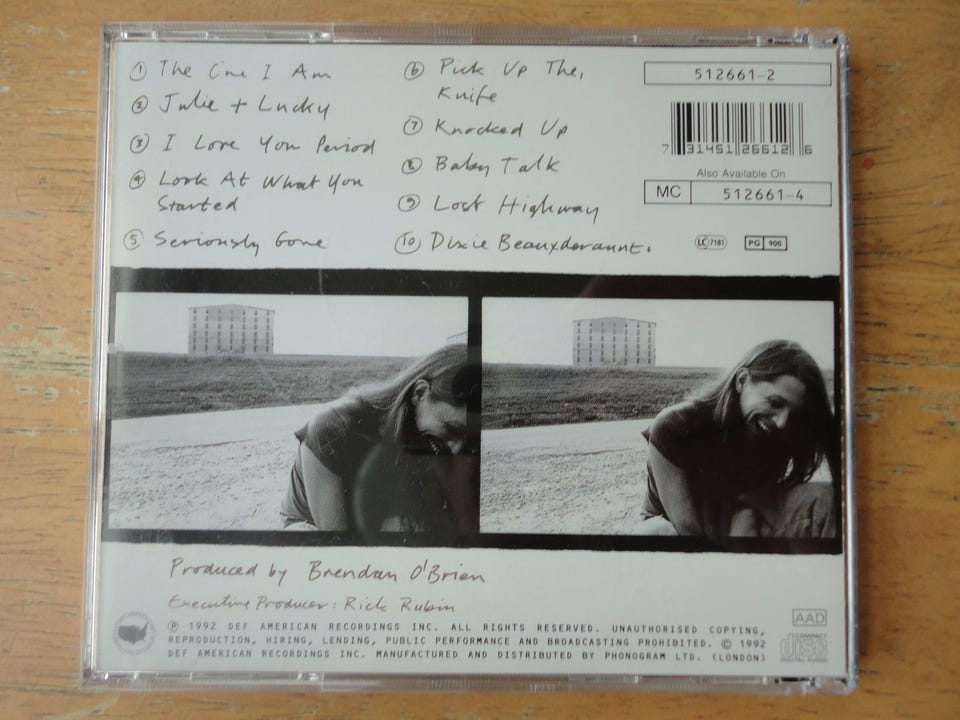 ① The One I Am
② Julie + Lucky
③ I Love You Period
④ Look At What You
Started
⑤ Seriously Gone
⑥ Pick Up The,
Knife
⑦ Knocked Up
⑧ Baby Talk
⑨ Lost Highway
⑩ Dixie Beauxderaunt.
512661-2
7 31451 26612 6
Also Available On
MC 512661-4
LC 7181 PG 900
Produced by Brendan O'Brien
Executive Producer: Rick Rubin
℗ 1992 DEF AMERICAN RECORDINGS INC. ALL RIGHTS RESERVED. UNAUTHORISED COPYING,
REPRODUCTION, HIRING, LENDING, PUBLIC PERFORMANCE AND BROADCASTING PROHIBITED. © 1992
DEF AMERICAN RECORDINGS INC. MANUFACTURED AND DISTRIBUTED BY PHONOGRAM LTD. (LONDON)
AAD
COMPACT
disc
DIGITAL AUDIO